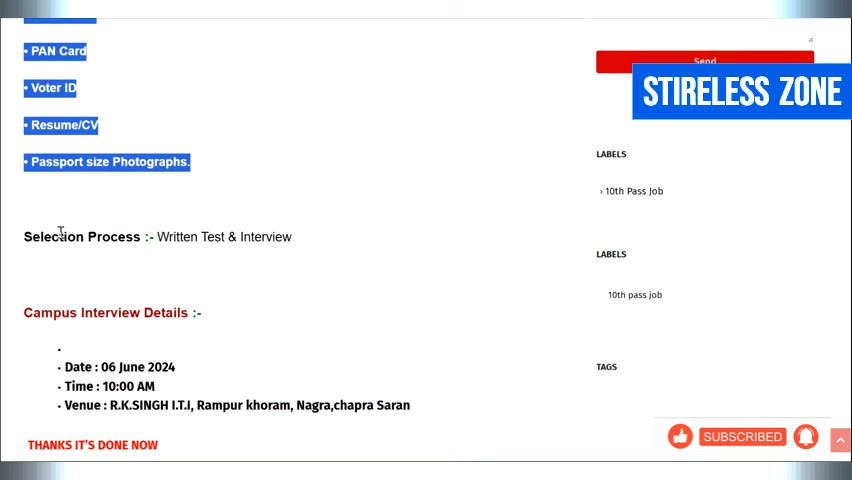 • PAN Card
• Voter ID
• Resume/CV
• Passport size Photographs.
Selection Process :- Written Test & Interview
Campus Interview Details :-
•
• Date : 06 June 2024
• Time : 10:00 AM
• Venue : R.K.SINGH I.T.I, Rampur khoram, Nagra,chapra Saran
THANKS IT'S DONE NOW
Send
STIRELESS ZONE
LABELS
› 10th Pass Job
LABELS
10th pass job
TAGS
SUBSCRIBED